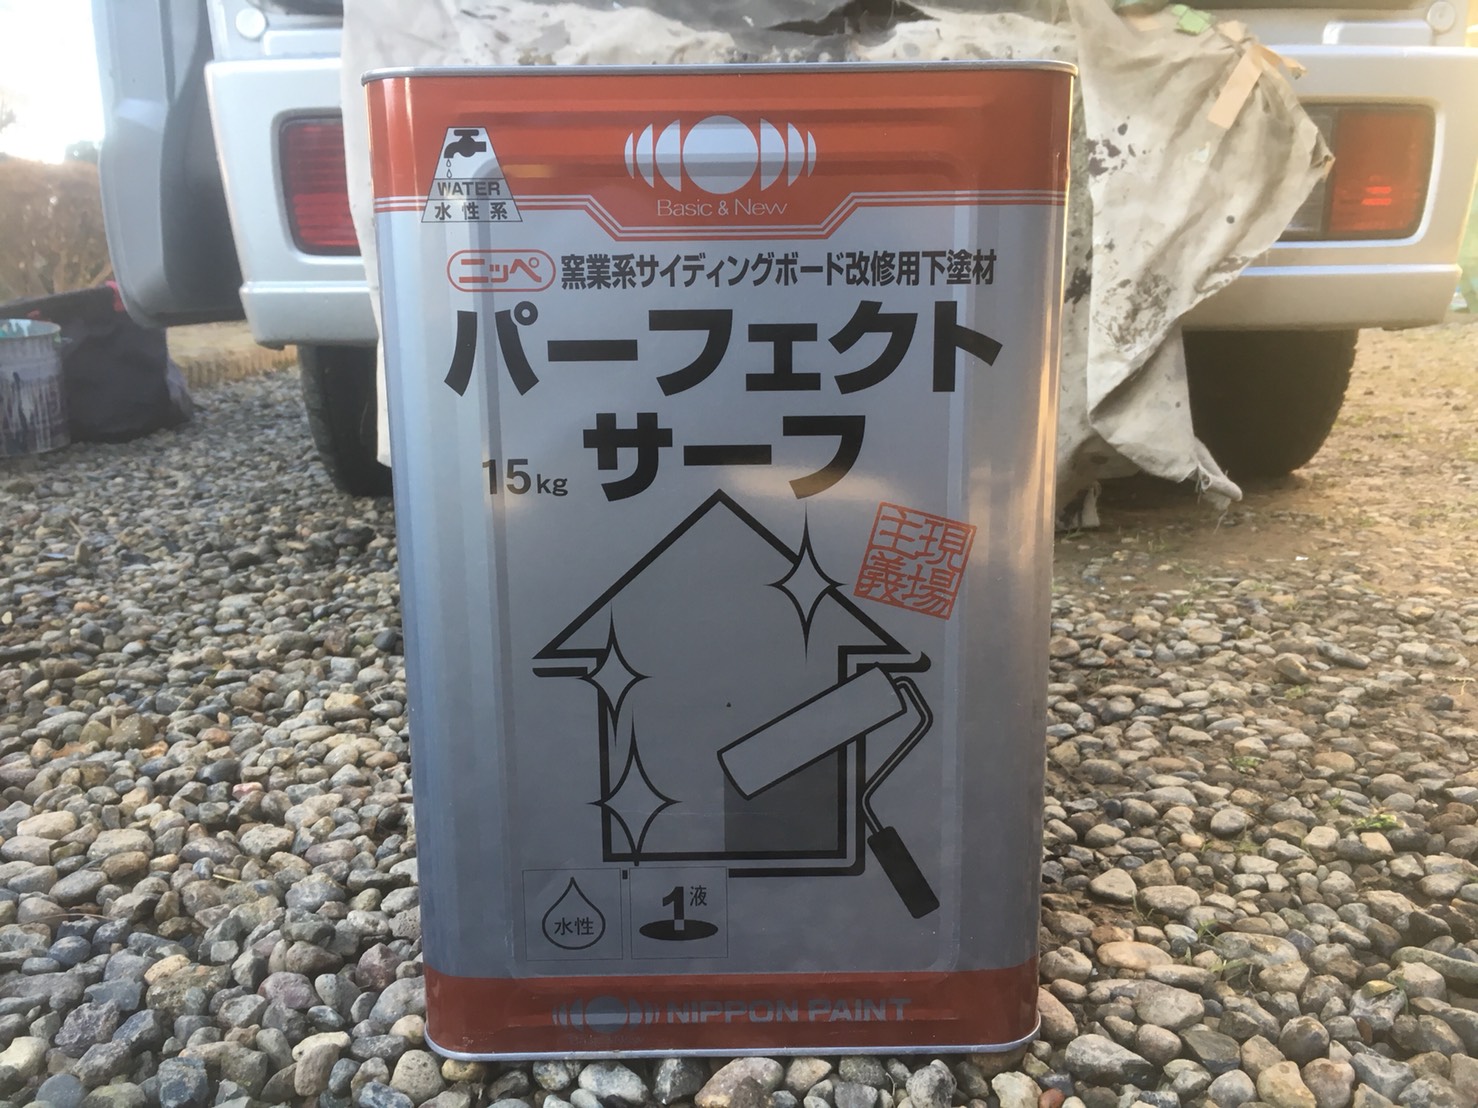 WATER
水性系
Basic & New
ニッペ 窯業系サイディングボード改修用下塗材
パーフェクト
サーフ
15kg
現場
主義
水性
1液
NIPPON PAINT